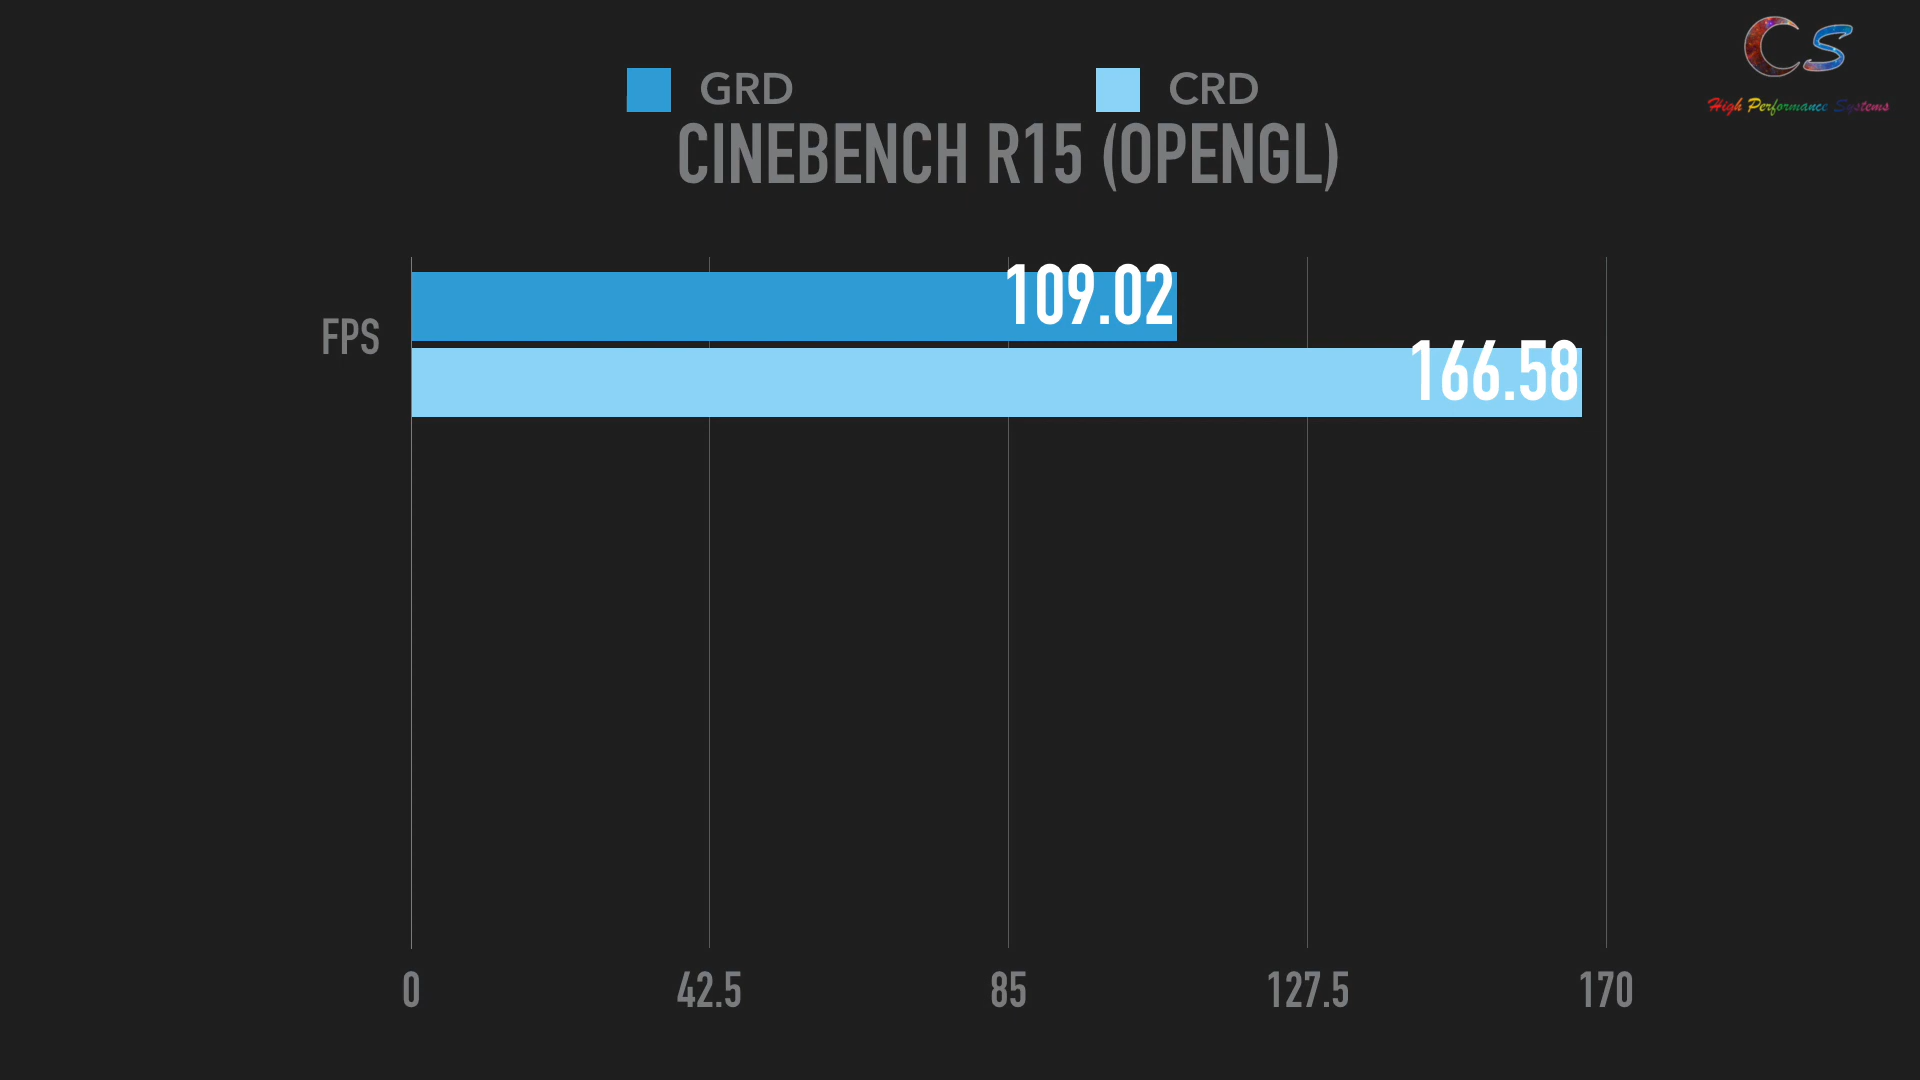 CS
High Performance Systems
GRD CRD
CINEBENCH R15 (OPENGL)
109.02
FPS
166.58
0 42.5 85 127.5 170